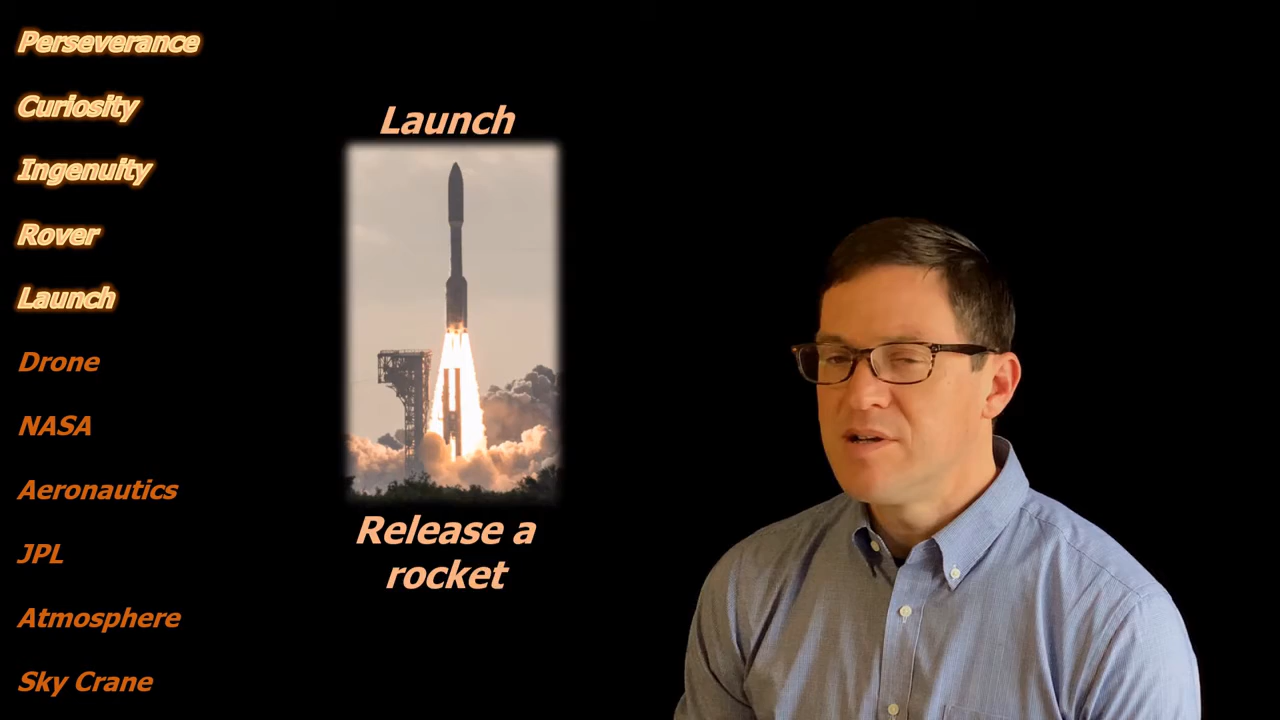 Perseverance
Curiosity
Ingenuity
Rover
Launch
Drone
NASA
Aeronautics
JPL
Atmosphere
Sky Crane
Launch
Release a
rocket